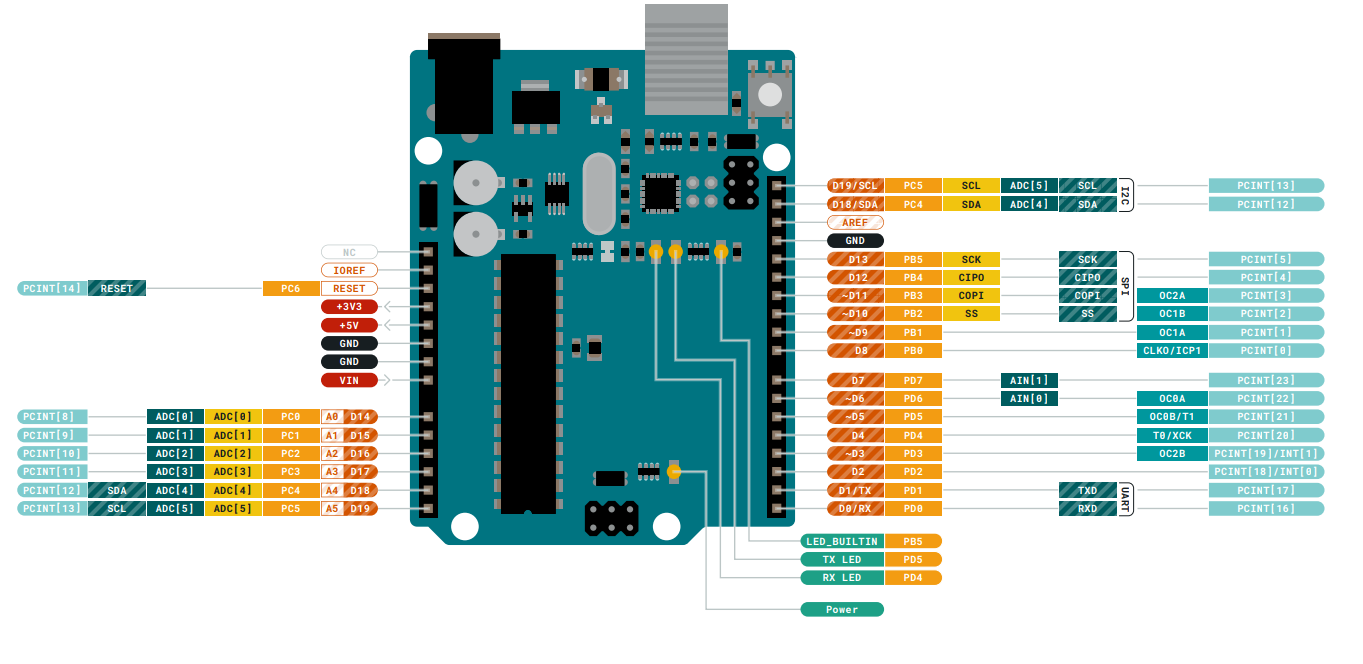 D19/SCL PC5 SCL ADC[5] SCL PCINT[13]
I2C
D18/SDA PC4 SDA ADC[4] SDA PCINT[12]
AREF
GND
NC
D13 PB5 SCK SCK PCINT[5]
IOREF
D12 PB4 CIPO CIPO PCINT[4]
SPI
PCINT[14] RESET PC6 RESET
~D11 PB3 COPI COPI OC2A PCINT[3]
+3V3
~D10 PB2 SS SS OC1B PCINT[2]
+5V
~D9 PB1 OC1A PCINT[1]
GND
D8 PB0 CLKO/ICP1 PCINT[0]
GND
VIN
D7 PD7 AIN[1] PCINT[23]
~D6 PD6 AIN[0] OC0A PCINT[22]
PCINT[8] ADC[0] ADC[0] PC0 A0 D14
~D5 PD5 OC0B/T1 PCINT[21]
PCINT[9] ADC[1] ADC[1] PC1 A1 D15
D4 PD4 T0/XCK PCINT[20]
PCINT[10] ADC[2] ADC[2] PC2 A2 D16
~D3 PD3 OC2B PCINT[19]/INT[1]
PCINT[11] ADC[3] ADC[3] PC3 A3 D17
D2 PD2 PCINT[18]/INT[0]
PCINT[12] SDA ADC[4] ADC[4] PC4 A4 D18
D1/TX PD1 TXD PCINT[17]
UART
PCINT[13] SCL ADC[5] ADC[5] PC5 A5 D19
D0/RX PD0 RXD PCINT[16]
LED_BUILTIN PB5
TX LED PD5
RX LED PD4
Power